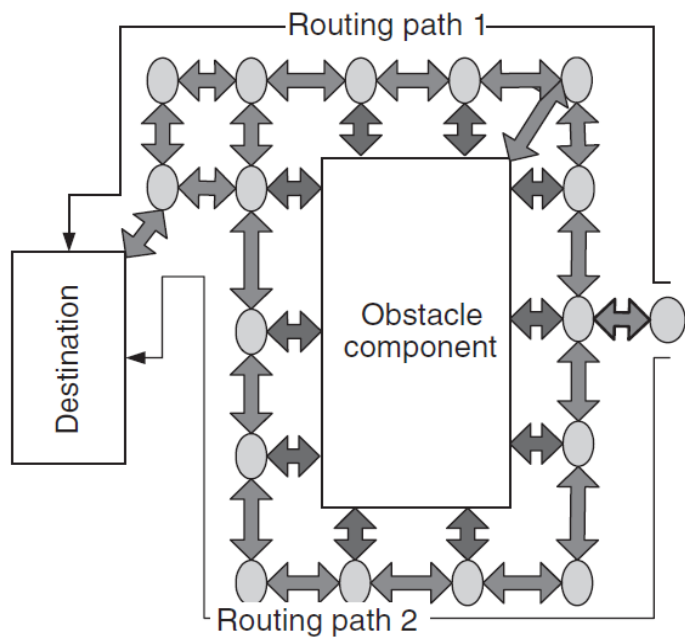 Routing path 1
Obstacle
component
Destination
Routing path 2